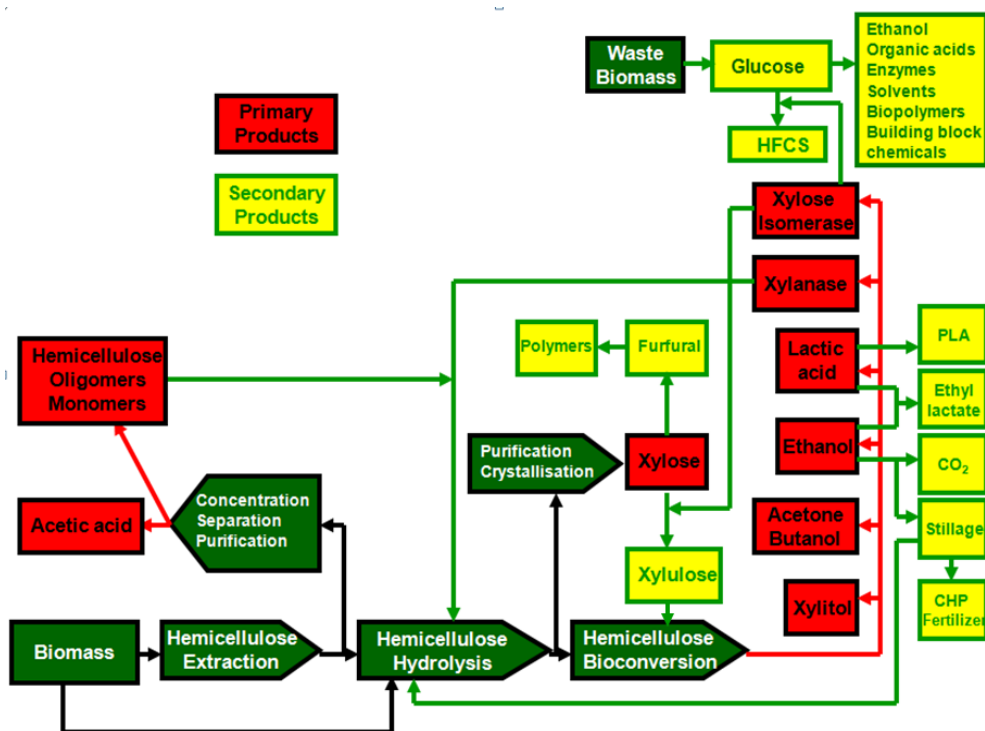 Waste
Biomass
Glucose
Ethanol
Organic acids
Enzymes
Solvents
Biopolymers
Building block
chemicals
HFCS
Primary
Products
Secondary
Products
Xylose
Isomerase
Xylanase
Hemicellulose
Oligomers
Monomers
Polymers
Furfural
Lactic
acid
PLA
Ethyl
lactate
Purification
Crystallisation
Xylose
Ethanol
CO₂
Concentration
Separation
Purification
Acetic acid
Acetone
Butanol
Stillage
Xylulose
Xylitol
CHP
Fertilizer
Biomass
Hemicellulose
Extraction
Hemicellulose
Hydrolysis
Hemicellulose
Bioconversion